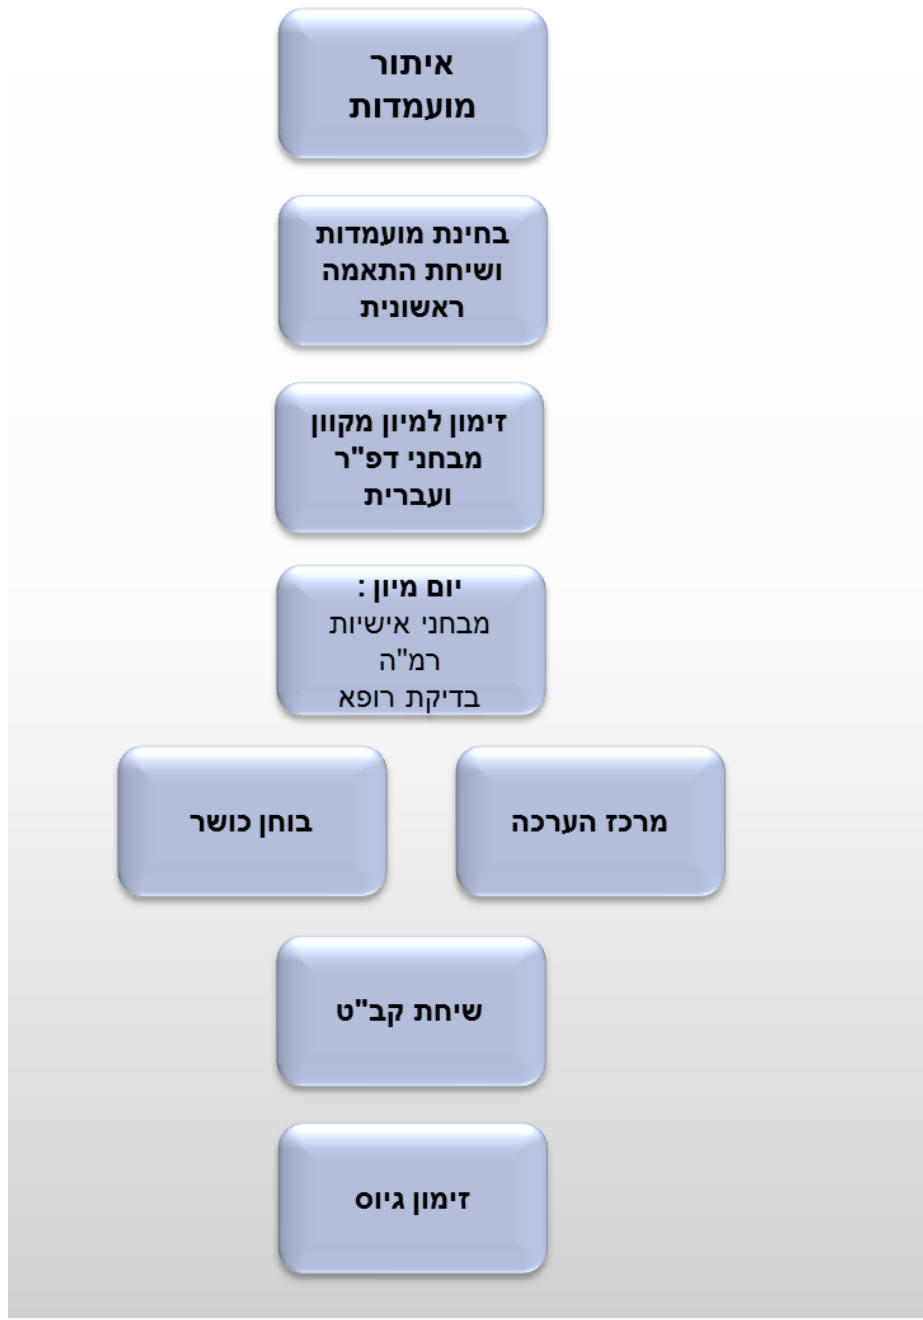 איתור
מועמדות
בחינת מועמדות
ושיחת התאמה
ראשונית
זימון למיון מקוון
מבחני דפ"ר
ועברית
יום מיון :
מבחני אישיות
רמ"ה
בדיקת רופא
מרכז הערכה
בוחן כושר
שיחת קב"ט
זימון גיוס